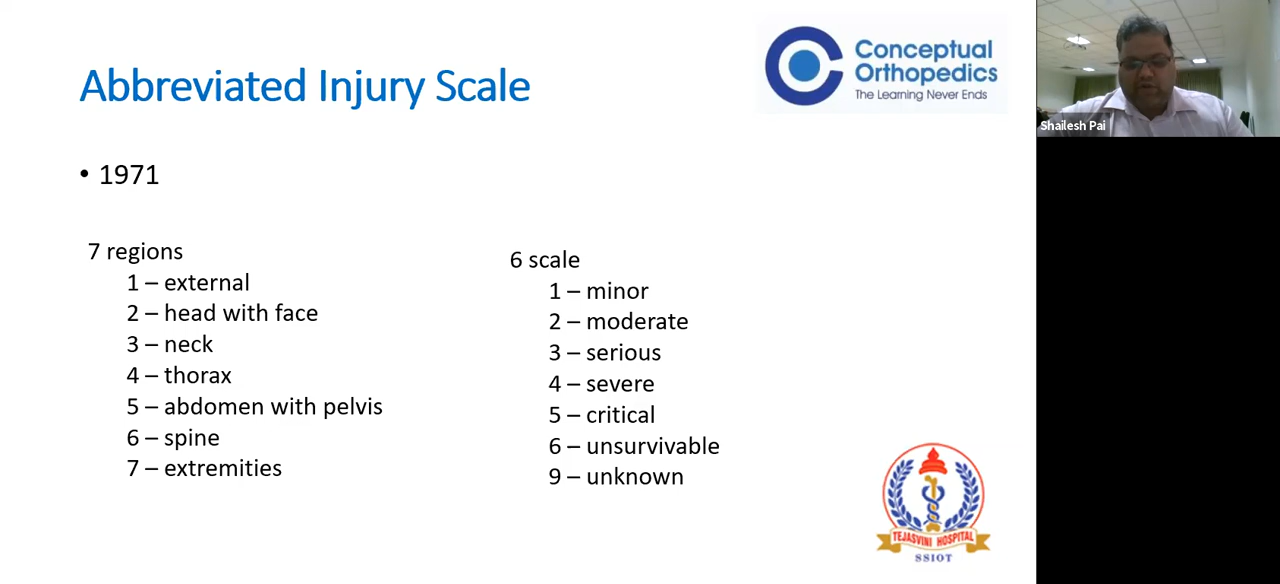 Abbreviated Injury Scale
Conceptual
Orthopedics
The Learning Never Ends
Shailesh Pai
• 1971
7 regions
1 – external
2 – head with face
3 – neck
4 – thorax
5 – abdomen with pelvis
6 – spine
7 – extremities
6 scale
1 – minor
2 – moderate
3 – serious
4 – severe
5 – critical
6 – unsurvivable
9 – unknown
TEJASVINI HOSPITAL
SSIOT